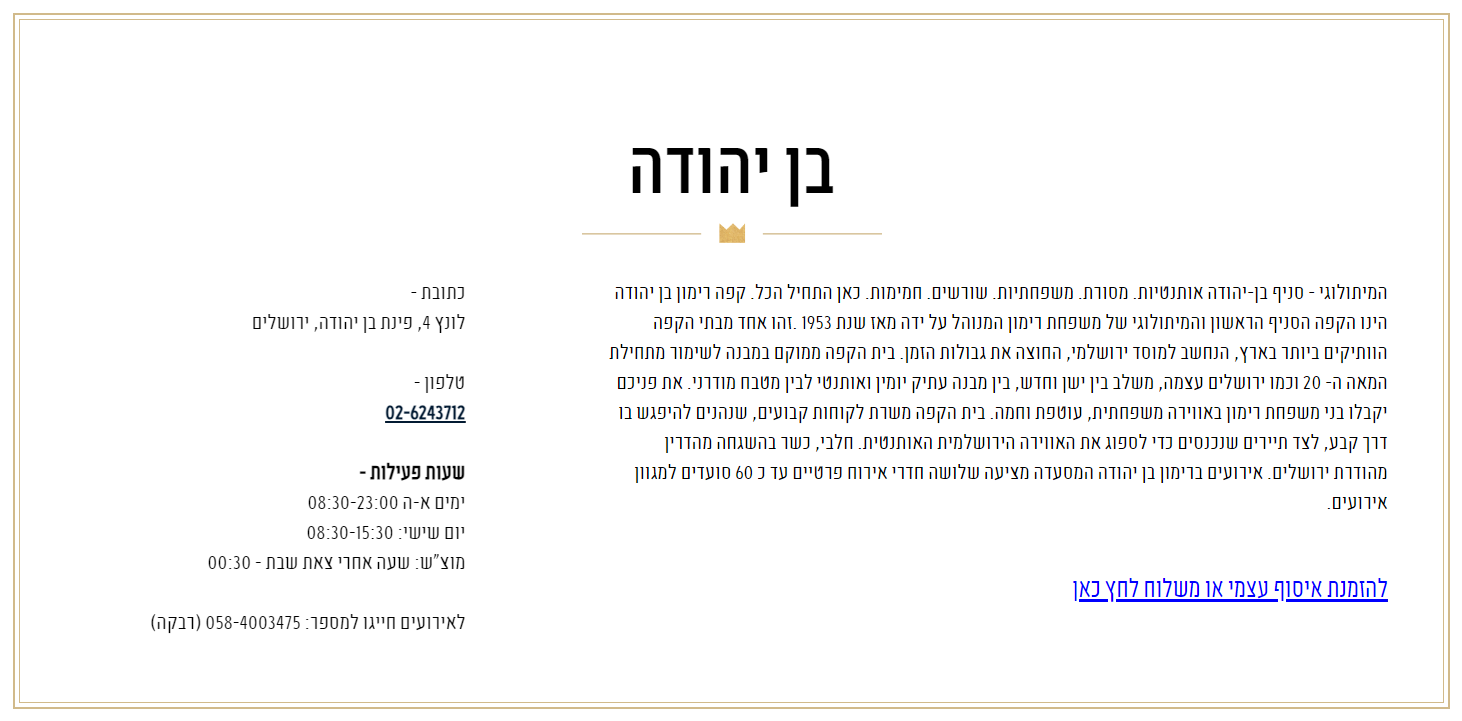 בן יהודה
המיתולוגי - סניף בן-יהודה אותנטיות. מסורת. משפחתיות. שורשים. חמימות. כאן התחיל הכל. קפה רימון בן יהודה
הינו הקפה הסניף הראשון והמיתולוגי של משפחת רימון המנוהל על ידה מאז שנת 1953 .זהו אחד מבתי הקפה
הוותיקים ביותר בארץ, הנחשב למוסד ירושלמי, החוצה את גבולות הזמן. בית הקפה ממוקם במבנה לשימור מתחילת
המאה ה- 20 וכמו ירושלים עצמה, משלב בין ישן וחדש, בין מבנה עתיק יומין ואותנטי לבין מטבח מודרני. את פניכם
יקבלו בני משפחת רימון באווירה משפחתית, עוטפת וחמה. בית הקפה משרת לקוחות קבועים, שנהנים להיפגש בו
דרך קבע, לצד תיירים שנכנסים כדי לספוג את האווירה הירושלמית האותנטית. חלבי, כשר בהשגחה מהדרין
מהודרת ירושלים. אירועים ברימון בן יהודה המסעדה מציעה שלושה חדרי אירוח פרטיים עד כ 60 סועדים למגוון
אירועים.
להזמנת איסוף עצמי או משלוח לחץ כאן
כתובת -
לונץ 4, פינת בן יהודה, ירושלים
טלפון -
02-6243712
שעות פעילות -
ימים א-ה 08:30-23:00
יום שישי: 08:30-15:30
מוצ"ש: שעה אחרי צאת שבת - 00:30
לאירועים חייגו למספר: 058-4003475 (רבקה)